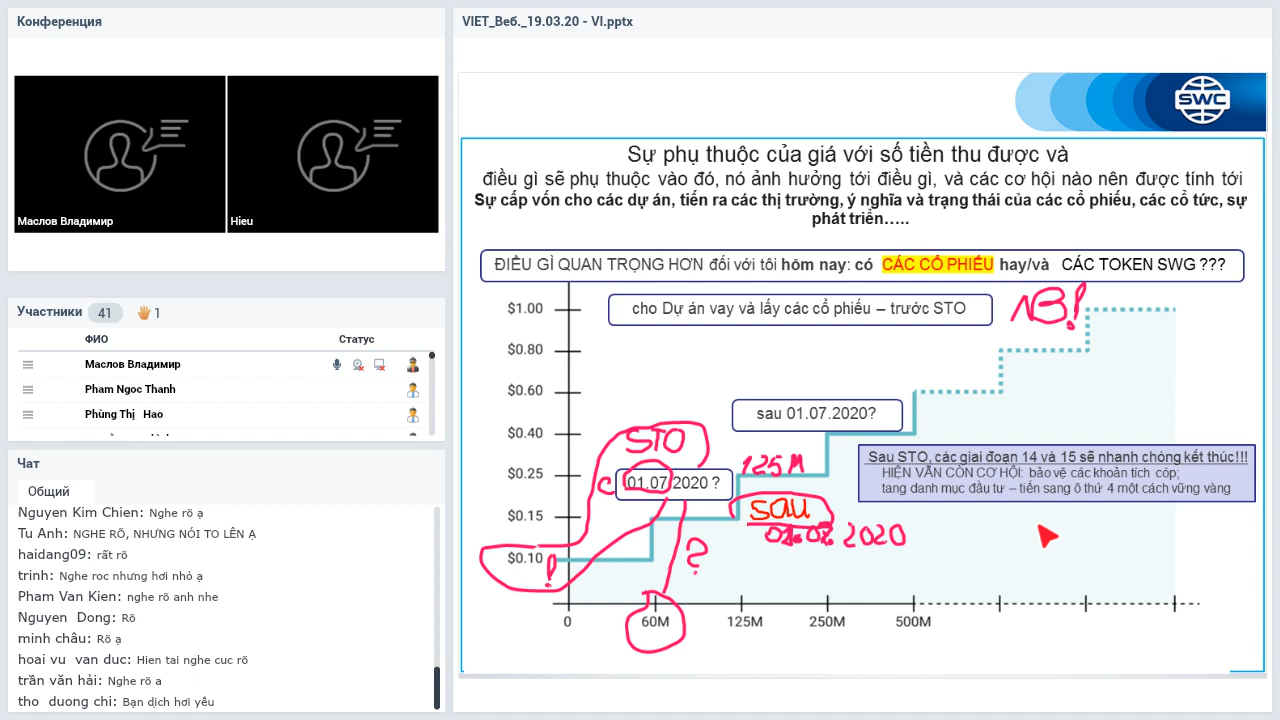 Конференция
Маслов Владимир
Hieu
Участники 41 1
ФИО Статус
Маслов Владимир
Pham Ngoc Thanh
Phùng Thị Hao
Чат
Общий
Nguyen Kim Chien: Nghe rõ ạ
Tu Anh: NGHE RÕ, NHƯNG NÓI TO LÊN Ạ
haidang09: rất rõ
trinh: Nghe roc nhưng hơi nhỏ ạ
Pham Van Kien: nghe rõ anh nhe
Nguyen Dong: Rõ
minh châu: Rõ ạ
hoai vu van duc: Hien tai nghe cuc rõ
trần văn hải: Nghe rõ a
tho duong chi: Bạn dịch hơi yếu
VIET_Веб._19.03.20 - VI.pptx
SWC
Sự phụ thuộc của giá với số tiền thu được và
điều gì sẽ phụ thuộc vào đó, nó ảnh hưởng tới điều gì, và các cơ hội nào nên được tính tới
Sự cấp vốn cho các dự án, tiến ra các thị trường, ý nghĩa và trạng thái của các cổ phiếu, các cổ tức, sự
phát triển.....
ĐIỀU GÌ QUAN TRỌNG HƠN đối với tôi hôm nay: có CÁC CỔ PHIẾU hay/và CÁC TOKEN SWG ???
$1.00
cho Dự án vay và lấy các cổ phiếu – trước STO
NB!
$0.80
$0.60
sau 01.07.2020?
$0.40
STO
125M
Sau STO, các giai đoạn 14 và 15 sẽ nhanh chóng kết thúc!!!
HIỆN VẪN CÒN CƠ HỘI: bảo vệ các khoản tích cóp;
tang danh mục đầu tư – tiến sang ô thứ 4 một cách vững vàng
$0.25
c 01.07.2020 ?
sau
$0.15
01.07. 2020
$0.10
!
?
0 60M 125M 250M 500M